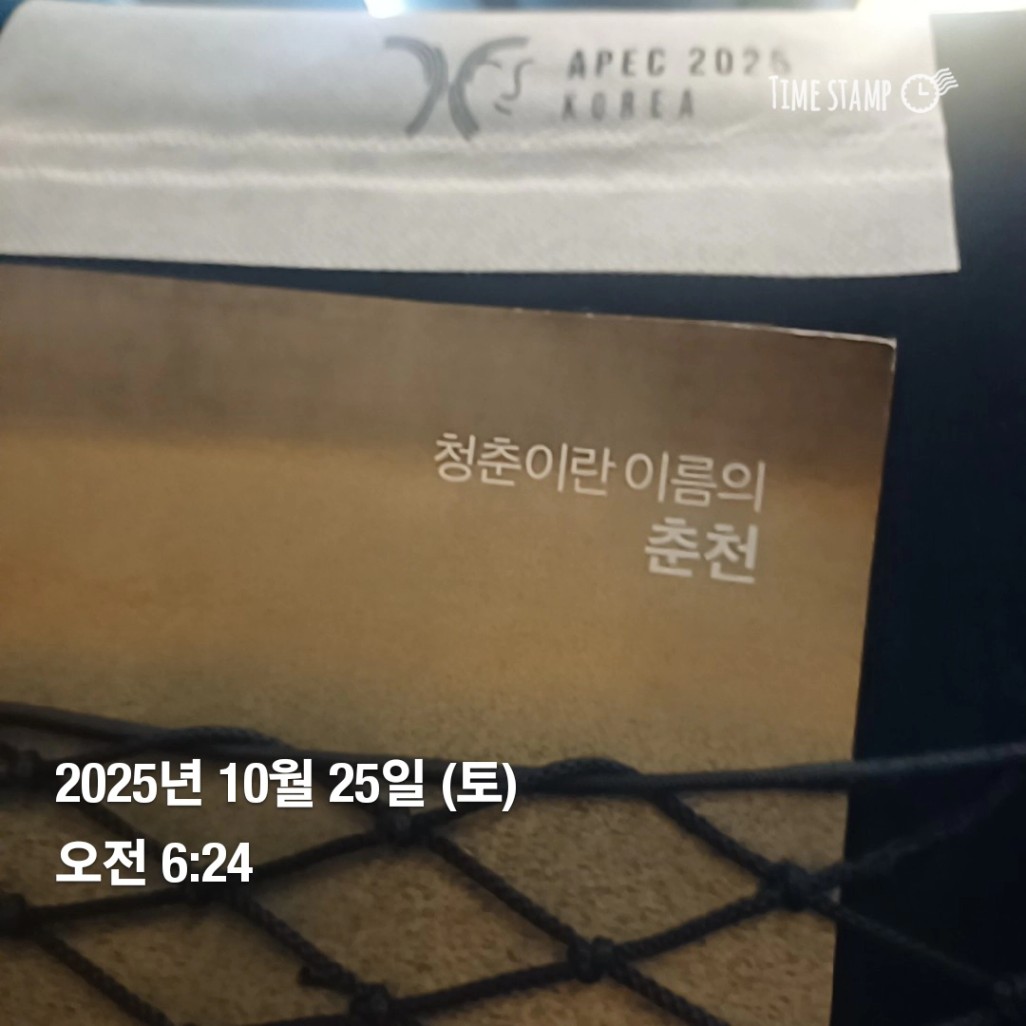 APEC 2025
KOREA
TIME STAMP
청춘이란 이름의
춘천
2025년 10월 25일 (토)
오전 6:24